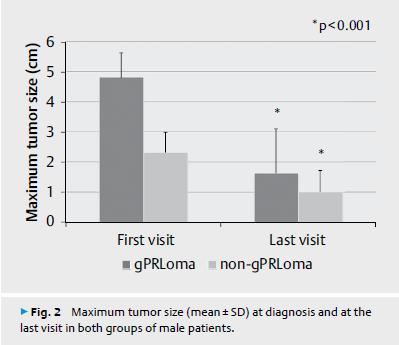 *p<0.001
Maximum tumor size (cm)
6
5
4
3
2
1
0
*
*
First visit Last visit
gPRLoma non-gPRLoma
▶ Fig. 2 Maximum tumor size (mean ± SD) at diagnosis and at the
last visit in both groups of male patients.